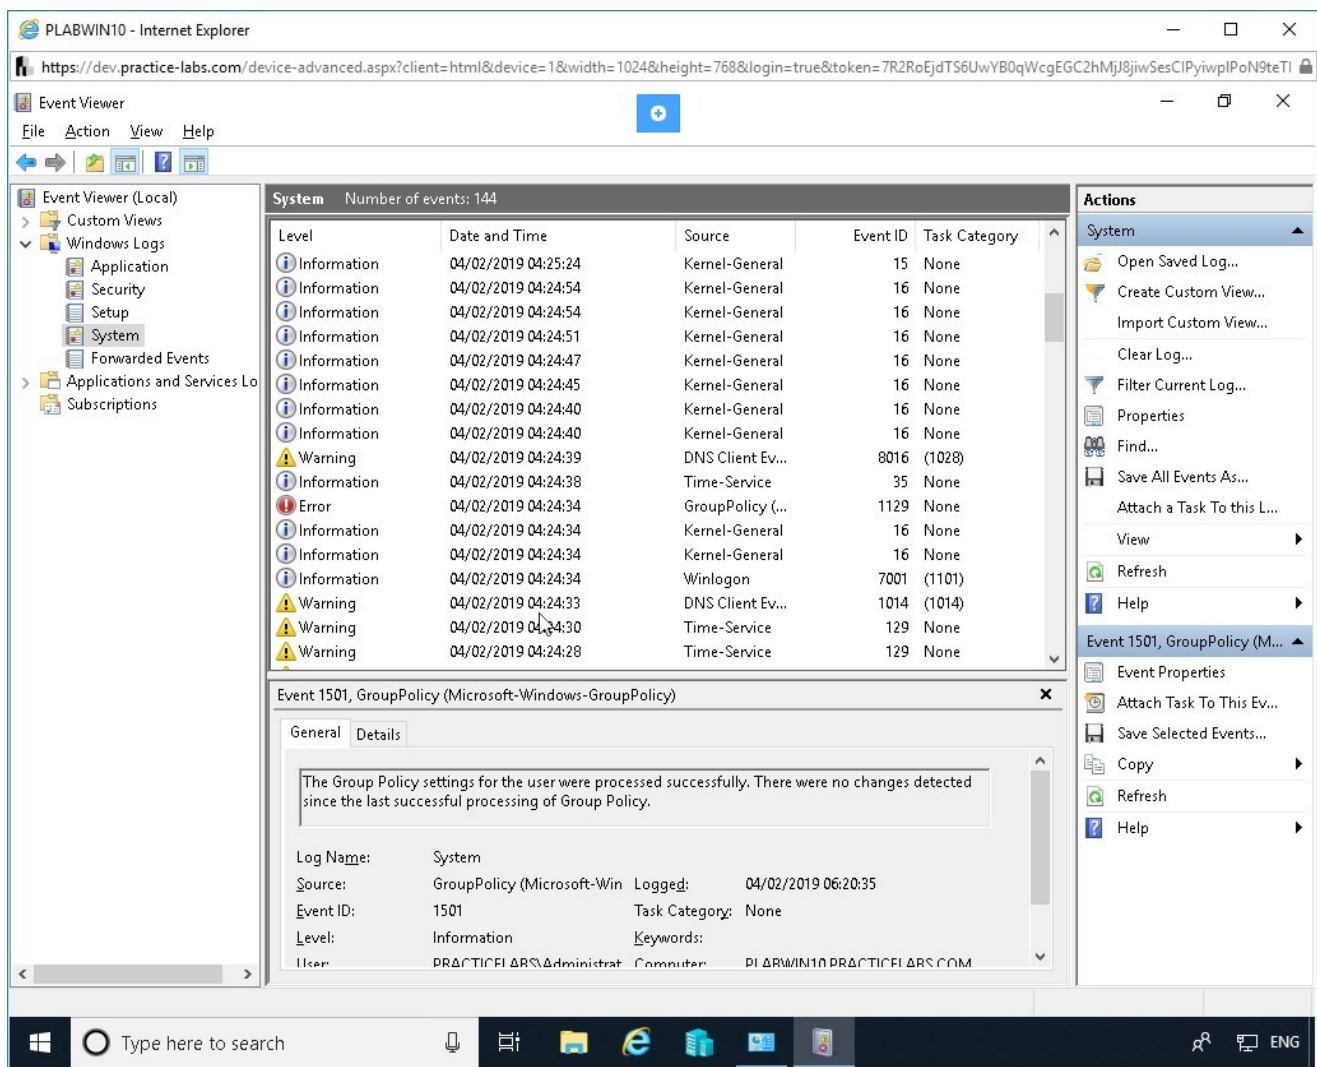 PLABWIN10 - Internet Explorer
https://dev.practice-labs.com/device-advanced.aspx?client=html&device=1&width=1024&height=768&login=true&token=7R2RoEjdTS6UwYB0qWcgEGC2hMjJ8jiwSesCIPyiwpIPoN9teTI
Event Viewer
File Action View Help
Event Viewer (Local)
Custom Views
Windows Logs
Application
Security
Setup
System
Forwarded Events
Applications and Services Lo
Subscriptions
System Number of events: 144
Level Date and Time Source Event ID Task Category
Information 04/02/2019 04:25:24 Kernel-General 15 None
Information 04/02/2019 04:24:54 Kernel-General 16 None
Information 04/02/2019 04:24:54 Kernel-General 16 None
Information 04/02/2019 04:24:51 Kernel-General 16 None
Information 04/02/2019 04:24:47 Kernel-General 16 None
Information 04/02/2019 04:24:45 Kernel-General 16 None
Information 04/02/2019 04:24:40 Kernel-General 16 None
Information 04/02/2019 04:24:40 Kernel-General 16 None
Warning 04/02/2019 04:24:39 DNS Client Ev... 8016 (1028)
Information 04/02/2019 04:24:38 Time-Service 35 None
Error 04/02/2019 04:24:34 GroupPolicy (... 1129 None
Information 04/02/2019 04:24:34 Kernel-General 16 None
Information 04/02/2019 04:24:34 Kernel-General 16 None
Information 04/02/2019 04:24:34 Winlogon 7001 (1101)
Warning 04/02/2019 04:24:33 DNS Client Ev... 1014 (1014)
Warning 04/02/2019 04:24:30 Time-Service 129 None
Warning 04/02/2019 04:24:28 Time-Service 129 None
Event 1501, GroupPolicy (Microsoft-Windows-GroupPolicy)
General Details
The Group Policy settings for the user were processed successfully. There were no changes detected
since the last successful processing of Group Policy.
Log Name: System
Source: GroupPolicy (Microsoft-Win Logged: 04/02/2019 06:20:35
Event ID: 1501 Task Category: None
Level: Information Keywords:
User: PRACTICELABS\Administrat Computer: PLABWIN10.PRACTICELABS.COM
Actions
System
Open Saved Log...
Create Custom View...
Import Custom View...
Clear Log...
Filter Current Log...
Properties
Find...
Save All Events As...
Attach a Task To this L...
View
Refresh
Help
Event 1501, GroupPolicy (M...
Event Properties
Attach Task To This Ev...
Save Selected Events...
Copy
Refresh
Help
Type here to search
ENG